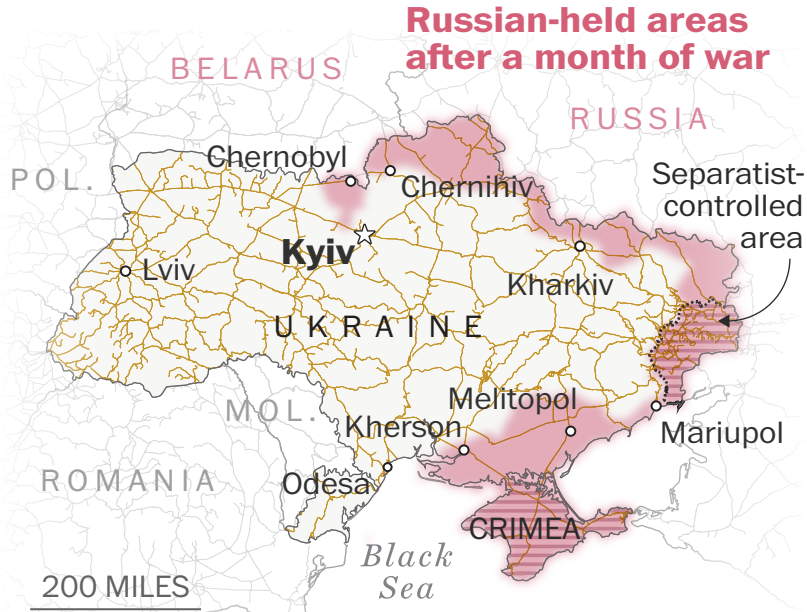 Russian-held areas
after a month of war
BELARUS
RUSSIA
POL.
Chernobyl
Chernihiv
Separatist-
controlled
area
Kyiv
Lviv
Kharkiv
UKRAINE
MOL.
Melitopol
Kherson
Mariupol
ROMANIA
Odesa
CRIMEA
Black
Sea
200 MILES